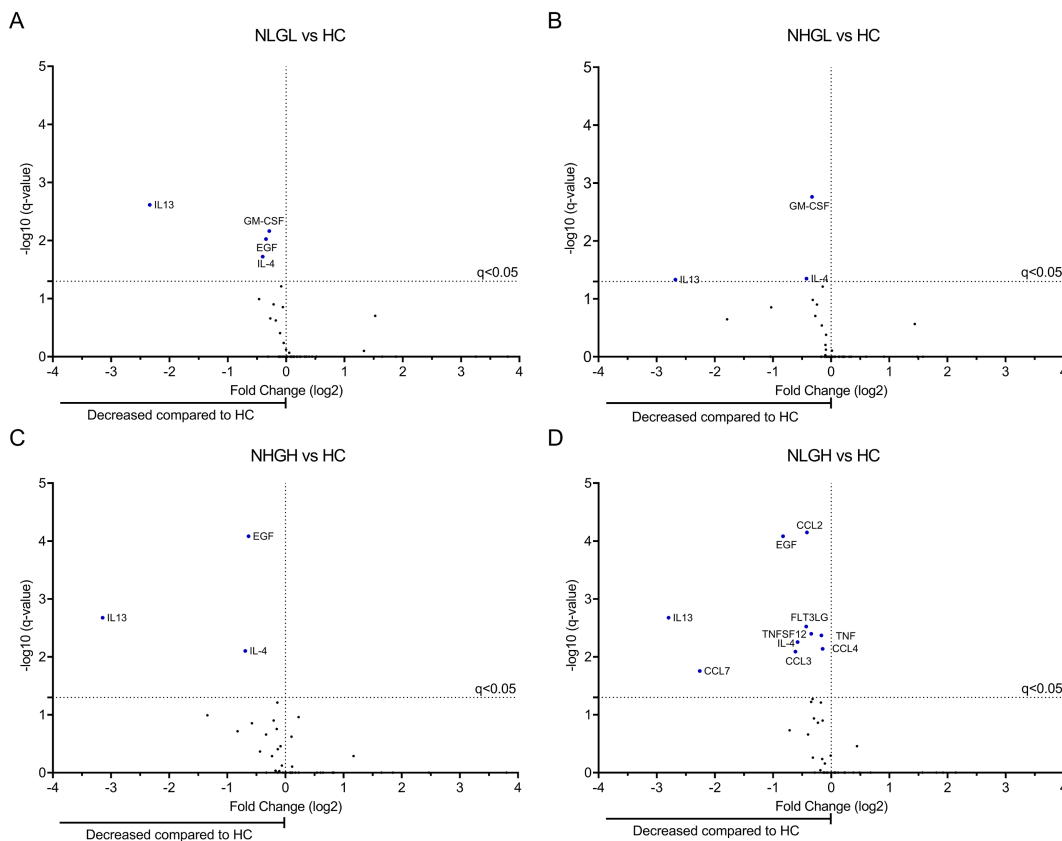 A
NLGL vs HC
5
4
3
2
1
0
-log10 (q-value)
IL13
GM-CSF
EGF
IL-4
q<0.05
-4 -3 -2 -1 0 1 2 3 4
Fold Change (log2)
Decreased compared to HC
B
NHGL vs HC
5
4
3
2
1
0
-log10 (q-value)
GM-CSF
IL13
IL-4
q<0.05
-4 -3 -2 -1 0 1 2 3 4
Fold Change (log2)
Decreased compared to HC
C
NHGH vs HC
5
4
3
2
1
0
-log10 (q-value)
EGF
IL13
IL-4
q<0.05
-4 -3 -2 -1 0 1 2 3 4
Fold Change (log2)
Decreased compared to HC
D
NLGH vs HC
5
4
3
2
1
0
-log10 (q-value)
CCL2
EGF
IL13
FLT3LG
TNFSF12
TNF
IL-4
CCL4
CCL3
CCL7
q<0.05
-4 -3 -2 -1 0 1 2 3 4
Fold Change (log2)
Decreased compared to HC